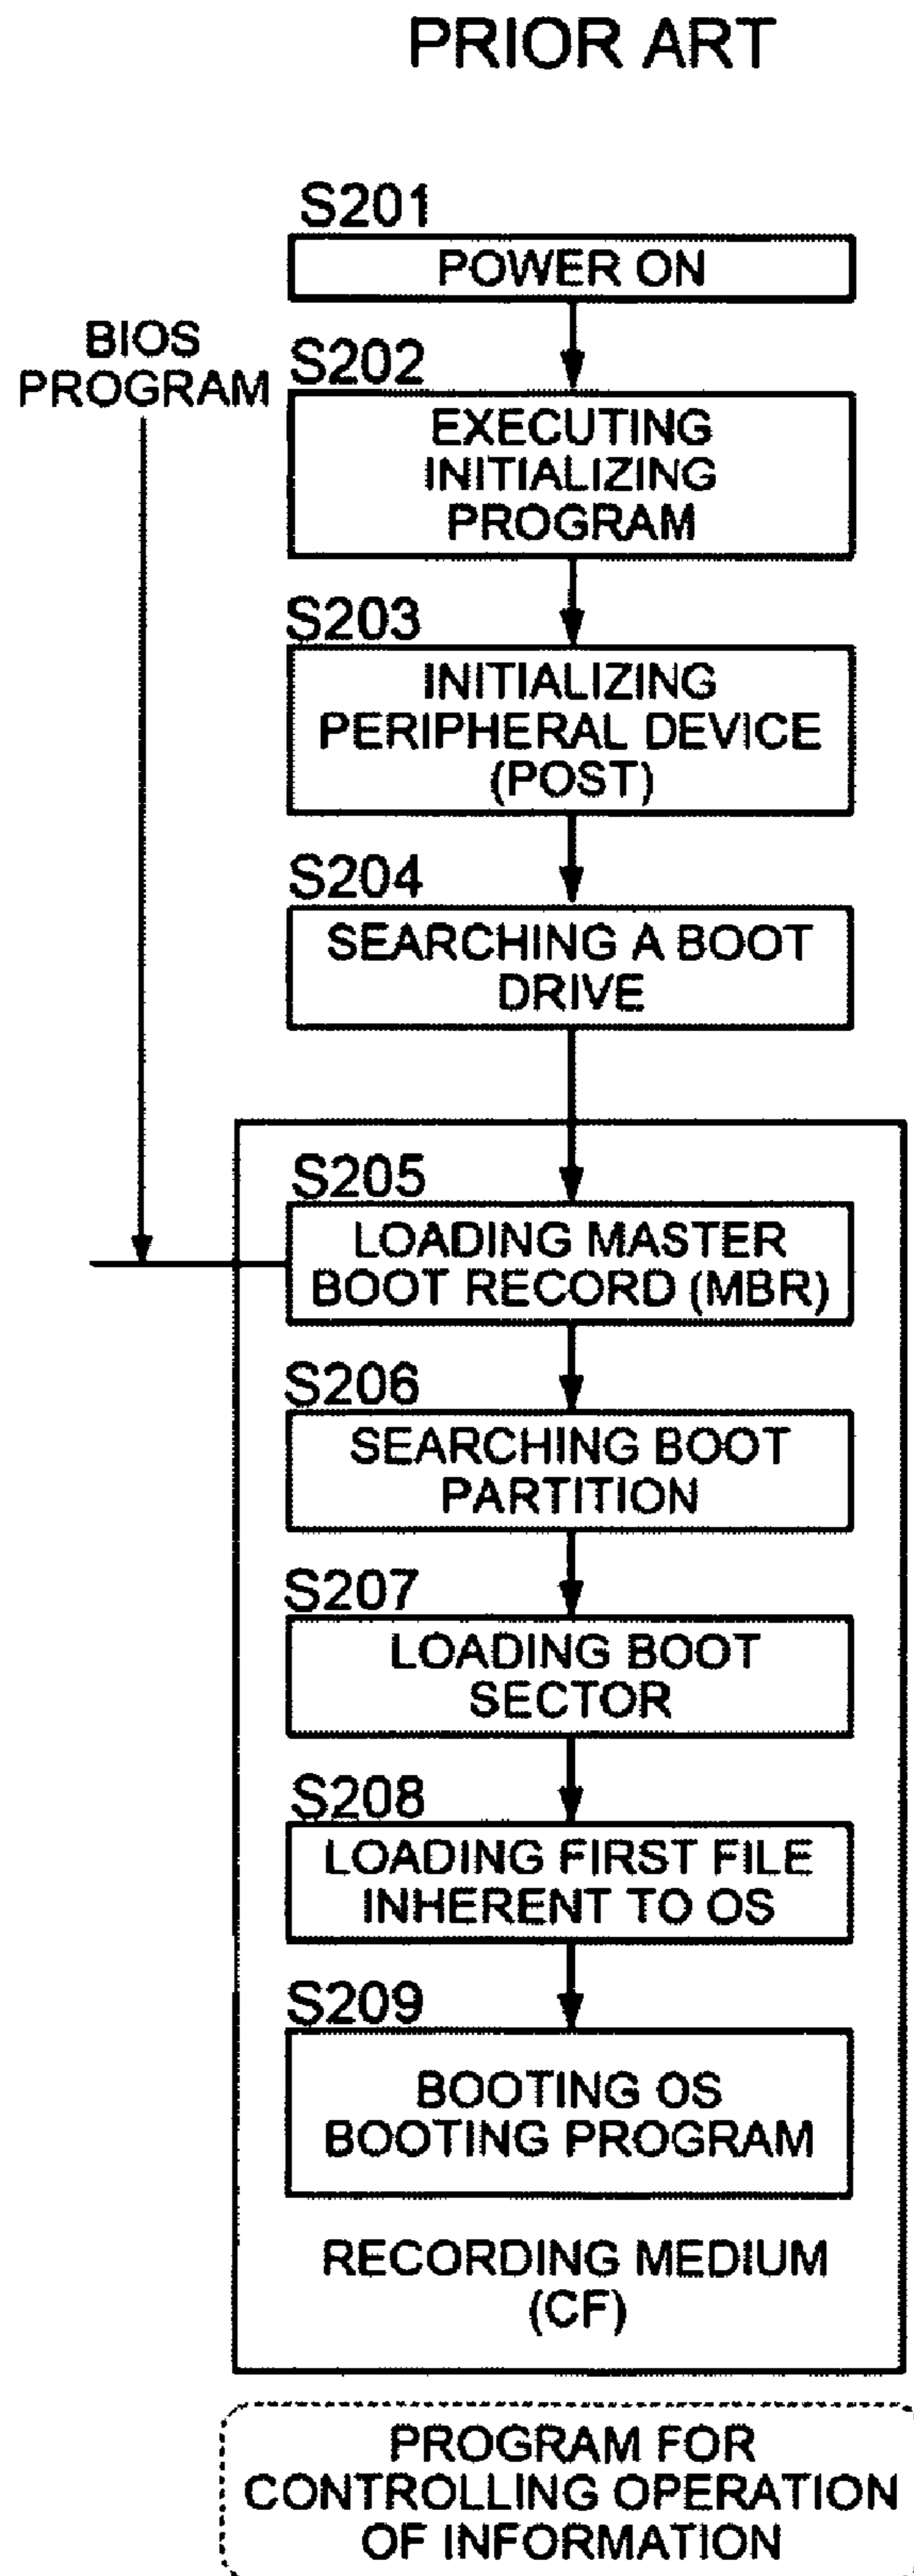 PRIOR ART
S201
POWER ON
BIOS
PROGRAM
S202
EXECUTING
INITIALIZING
PROGRAM
S203
INITIALIZING
PERIPHERAL DEVICE
(POST)
S204
SEARCHING A BOOT
DRIVE
S205
LOADING MASTER
BOOT RECORD (MBR)
S206
SEARCHING BOOT
PARTITION
S207
LOADING BOOT
SECTOR
S208
LOADING FIRST FILE
INHERENT TO OS
S209
BOOTING OS
BOOTING PROGRAM
RECORDING MEDIUM
(CF)
PROGRAM FOR
CONTROLLING OPERATION
OF INFORMATION